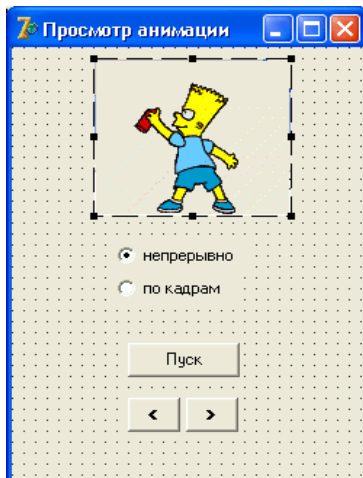 Просмотр анимации
непрерывно
по кадрам
Пуск
< >